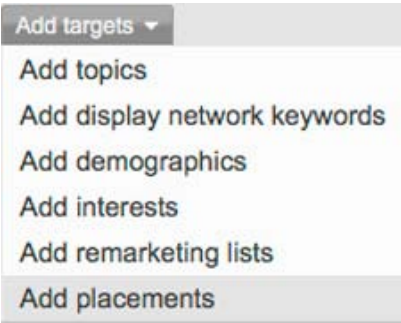 Add targets
Add topics
Add display network keywords
Add demographics
Add interests
Add remarketing lists
Add placements